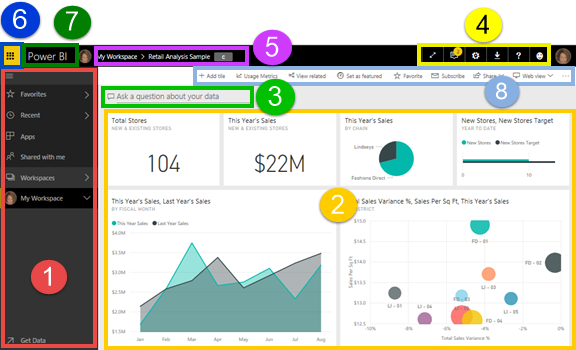 6
7
5
4
Power BI
My Workspace > Retail Analysis Sample
?
+ Add tile
Usage Metrics
View related
Set as featured
Favorite
Subscribe
Share
Web view
...
8
Ask a question about your data
3
Favorites
Recent
Apps
Shared with me
Workspaces
My Workspace
1
Get Data
Total Stores
NEW & EXISTING STORES
104
This Year's Sales
NEW & EXISTING STORES
$22M
This Year's Sales
BY CHAIN
Lindseys
Fashions Direct
New Stores, New Stores Target
YEAR TO DATE
New Stores
New Stores Target
2
This Year's Sales, Last Year's Sales
BY FISCAL MONTH
This Year Sales
Last Year Sales
$4.0M
$3.5M
$3.0M
$2.5M
$2.0M
$1.5M
Jan
Mar
Apr
May
Jun
Jul
Aug
Sales Variance %, Sales Per Sq Ft, This Year's Sales
Sales Per Sq Ft
$15.0
$14.5
$14.0
$13.5
$13.0
$12.5
FD - 01
FD - 02
LI - 03
LI - 01
FD - 03
LI - 05
LI - 04
FD - 04
-10%
-8%
-6%
-4%
-2%
0%
Total Sales Variance %